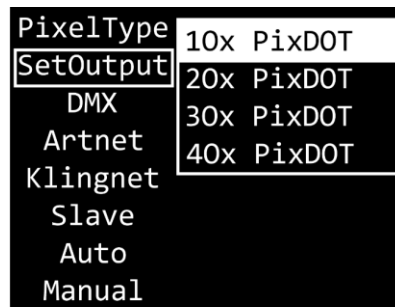 PixelType
SetOutput
DMX
Artnet
Klingnet
Slave
Auto
Manual
10x PixDOT
20x PixDOT
30x PixDOT
40x PixDOT